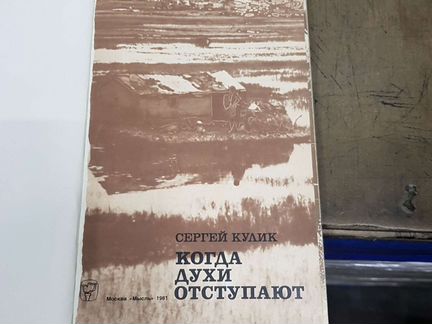 СЕРГЕЙ КУЛИК
КОГДА
ДУХИ
ОТСТУПАЮТ
Москва «Мысль» 1981